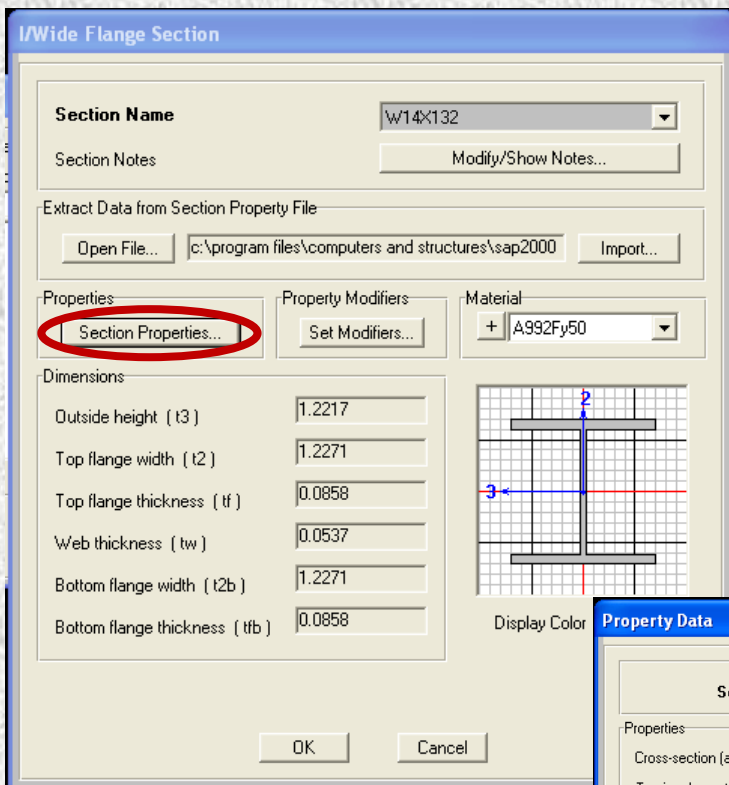 I/Wide Flange Section
Section Name W14X132
Section Notes Modify/Show Notes...
Extract Data from Section Property File
Open File... c:\program files\computers and structures\sap2000 Import...
Properties Property Modifiers Material
Section Properties... Set Modifiers... + A992Fy50
Dimensions
Outside height ( t3 ) 1.2217
Top flange width ( t2 ) 1.2271
Top flange thickness ( tf ) 0.0858
Web thickness ( tw ) 0.0537
Bottom flange width ( t2b ) 1.2271
Bottom flange thickness ( tfb ) 0.0858
2
3
Display Color
Property Data
Properties
Cross-section (a
OK Cancel